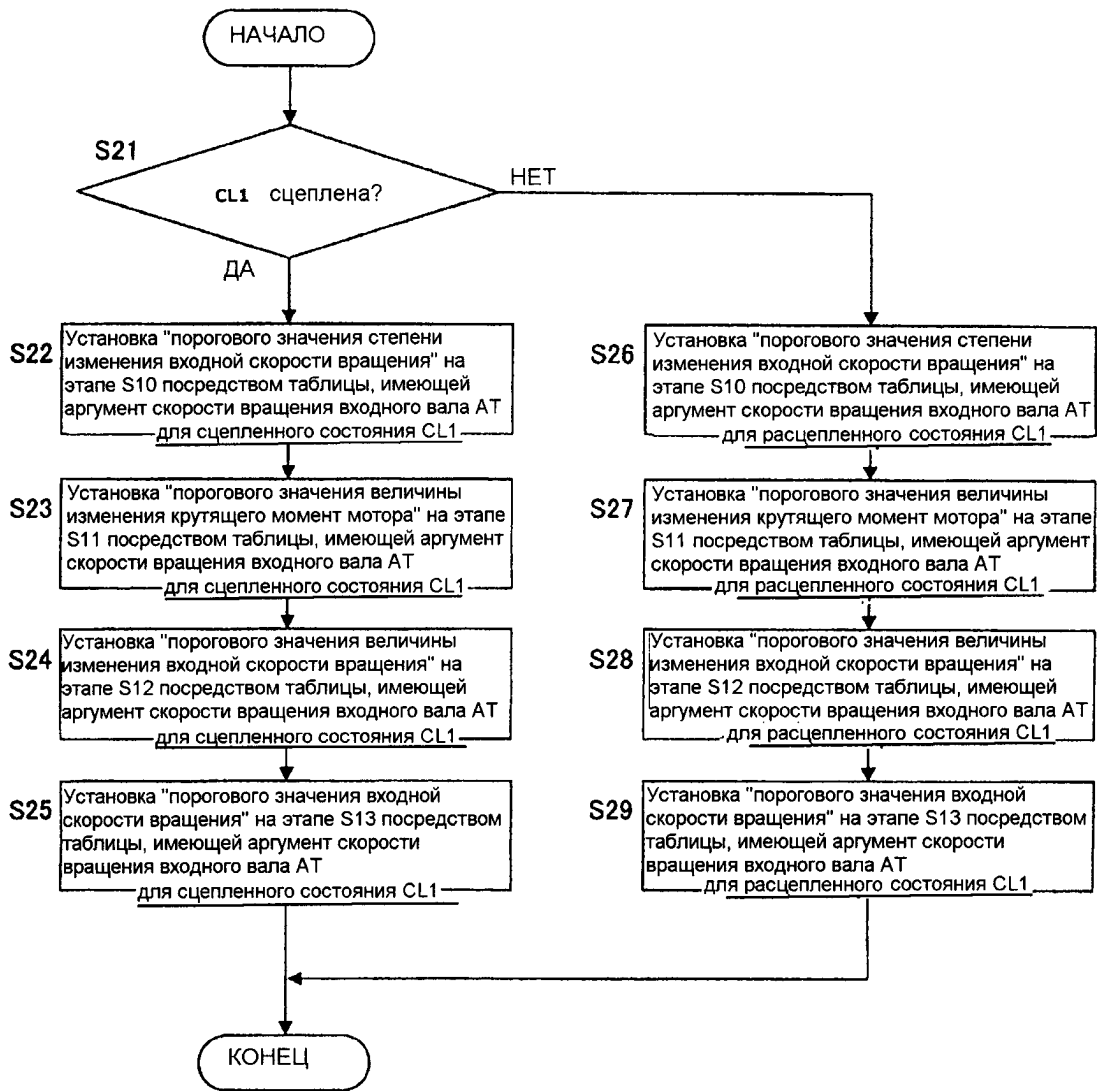 НАЧАЛО
S21
CL1 сцеплена?
НЕТ
ДА
S22
Установка "порогового значения степени
изменения входной скорости вращения" на
этапе S10 посредством таблицы, имеющей
аргумент скорости вращения входного вала АТ
для сцепленного состояния CL1
S23
Установка "порогового значения величины
изменения крутящего момент мотора" на этапе
S11 посредством таблицы, имеющей аргумент
скорости вращения входного вала АТ
для сцепленного состояния CL1
S24
Установка "порогового значения величины
изменения входной скорости вращения" на
этапе S12 посредством таблицы, имеющей
аргумент скорости вращения входного вала АТ
для сцепленного состояния CL1
S25
Установка "порогового значения входной
скорости вращения" на этапе S13 посредством
таблицы, имеющей аргумент скорости
вращения входного вала АТ
для сцепленного состояния CL1
S26
Установка "порогового значения степени
изменения входной скорости вращения" на
этапе S10 посредством таблицы, имеющей
аргумент скорости вращения входного вала АТ
для расцепленного состояния CL1
S27
Установка "порогового значения величины
изменения крутящего момент мотора" на этапе
S11 посредством таблицы, имеющей аргумент
скорости вращения входного вала АТ
для расцепленного состояния CL1
S28
Установка "порогового значения величины
изменения входной скорости вращения" на
этапе S12 посредством таблицы, имеющей
аргумент скорости вращения входного вала АТ
для расцепленного состояния CL1
S29
Установка "порогового значения входной
скорости вращения" на этапе S13 посредством
таблицы, имеющей аргумент скорости
вращения входного вала АТ
для расцепленного состояния CL1
КОНЕЦ